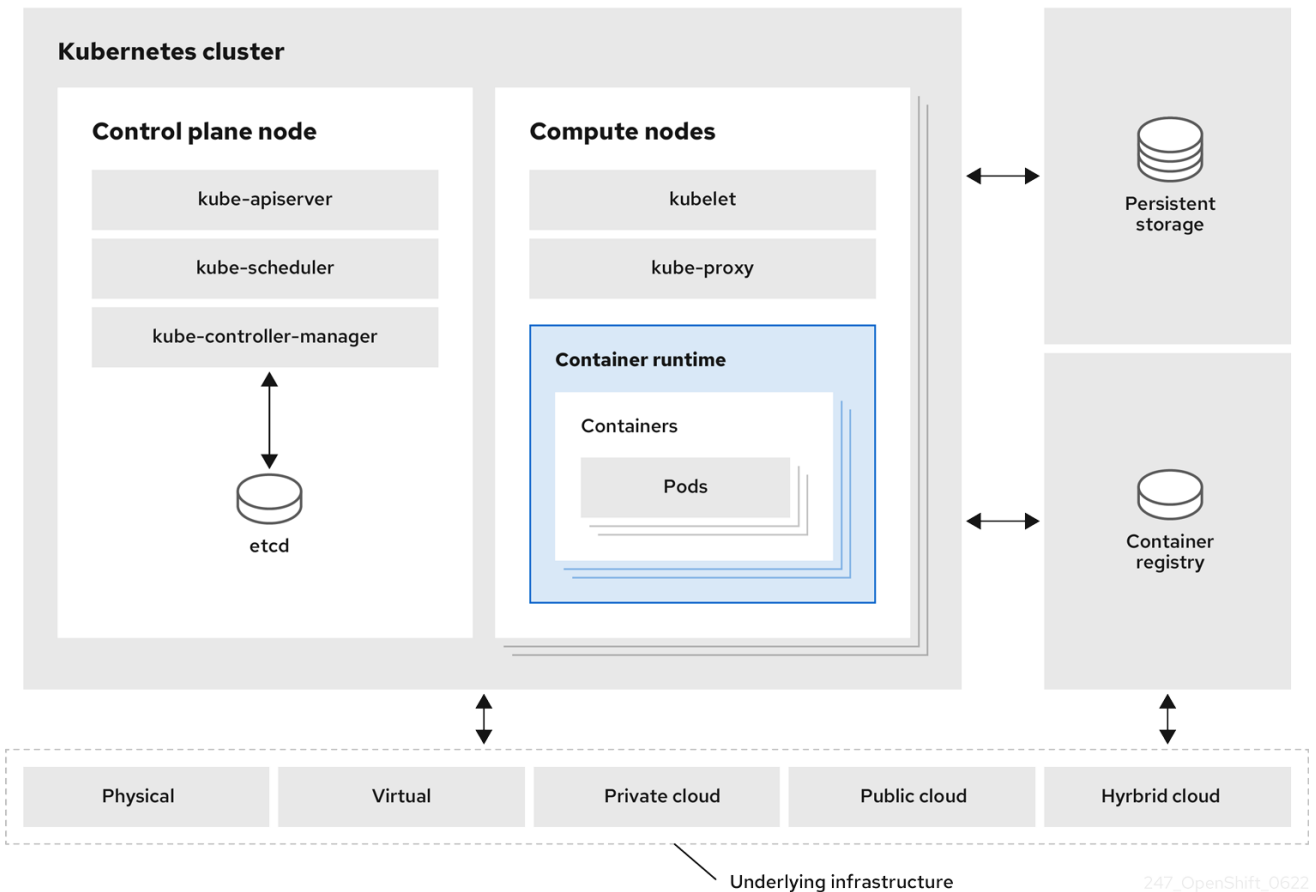 Kubernetes cluster
Control plane node
kube-apiserver
kube-scheduler
kube-controller-manager
etcd
Compute nodes
kubelet
kube-proxy
Container runtime
Containers
Pods
Persistent
storage
Container
registry
Physical
Virtual
Private cloud
Public cloud
Hyrbrid cloud
Underlying infrastructure
247_OpenShift_0622